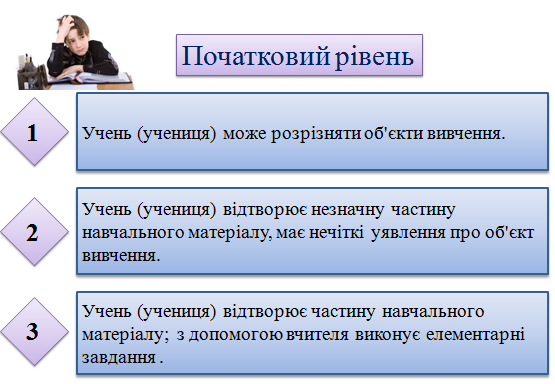 Початковий рівень
1
Учень (учениця) може розрізняти об'єкти вивчення.
2
Учень (учениця) відтворює незначну частину
навчального матеріалу, має нечіткі уявлення про об'єкт
вивчення.
3
Учень (учениця) відтворює частину навчального
матеріалу; з допомогою вчителя виконує елементарні
завдання .